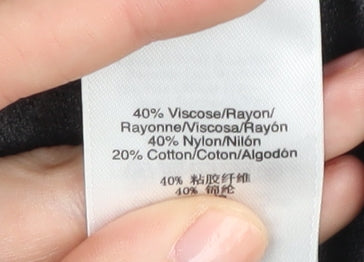 40% Viscose/Rayon/
Rayonne/Viscosa/Rayón
40% Nylon/Nilón
20% Cotton/Coton/Algodón
40% 粘胶纤维
40% 锦纶